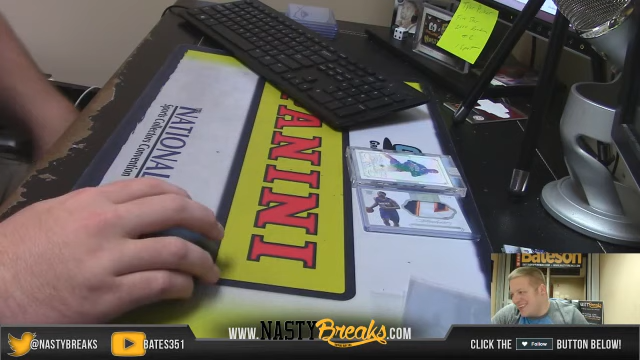 NATIONAL
Sports Collectors Convention
PANINI
Bateson
@NASTYBREAKS
BATES351
WWW.NASTYBreaks.COM
CLICK THE Follow BUTTON BELOW!